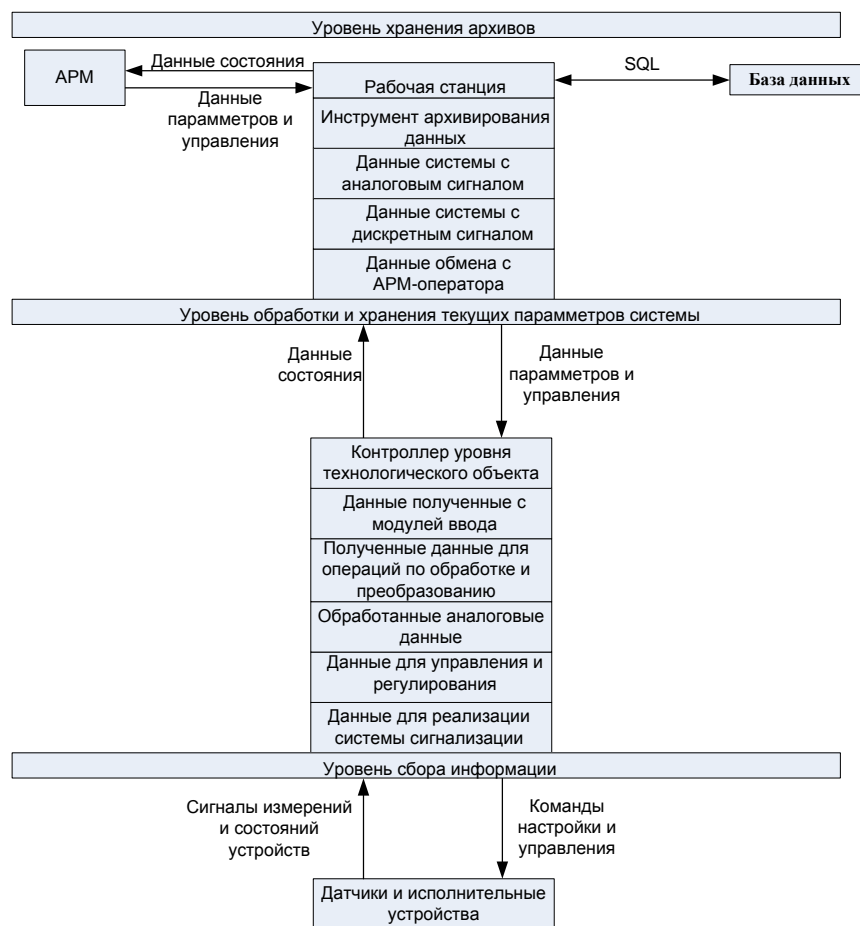 Уровень хранения архивов
АРМ
Данные состояния
Данные
парамметров и
управления
Рабочая станция
SQL
База данных
Инструмент архивирования
данных
Данные системы с
аналоговым сигналом
Данные системы с
дискретным сигналом
Данные обмена с
АРМ-оператора
Уровень обработки и хранения текущих парамметров системы
Данные
состояния
Данные
парамметров и
управления
Контроллер уровня
технологического объекта
Данные полученные с
модулей ввода
Полученные данные для
операций по обработке и
преобразованию
Обработанные аналоговые
данные
Данные для управления и
регулирования
Данные для реализации
системы сигнализации
Уровень сбора информации
Сигналы измерений
и состояний
устройств
Команды
настройки и
управления
Датчики и исполнительные
устройства